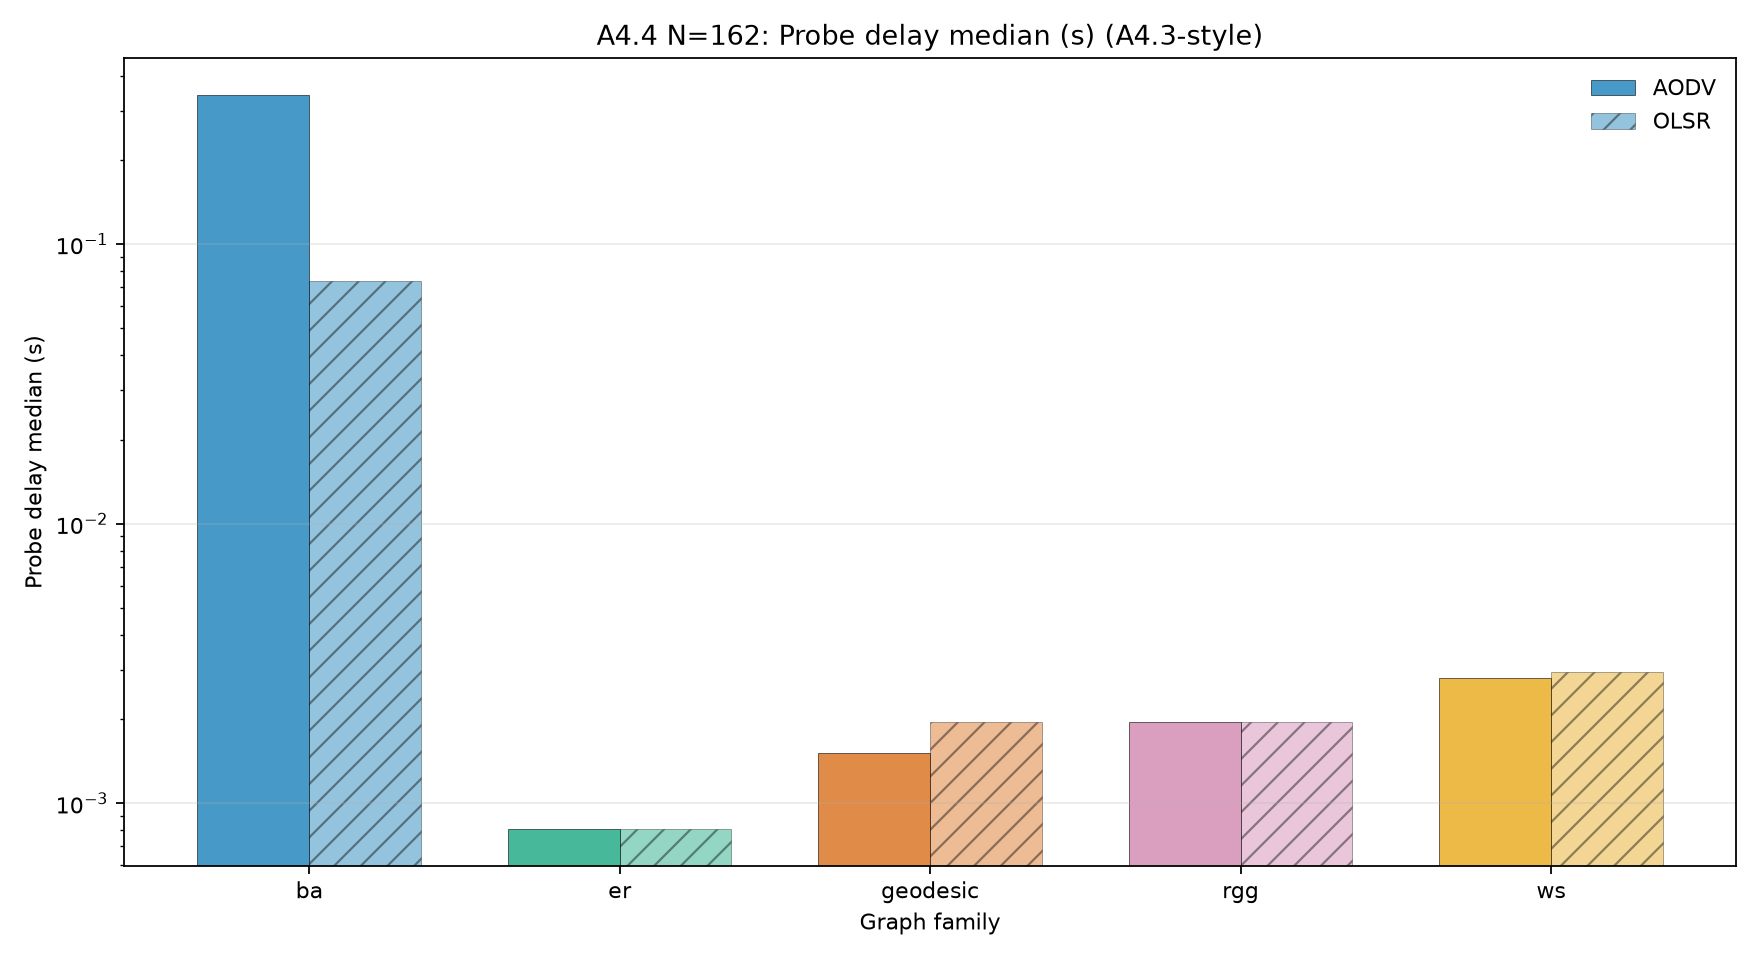 A4.4 N=162: Probe delay median (s) (A4.3-style)
AODV
OLSR
Probe delay median (s)
10⁻¹
10⁻²
10⁻³
ba er geodesic rgg ws
Graph family